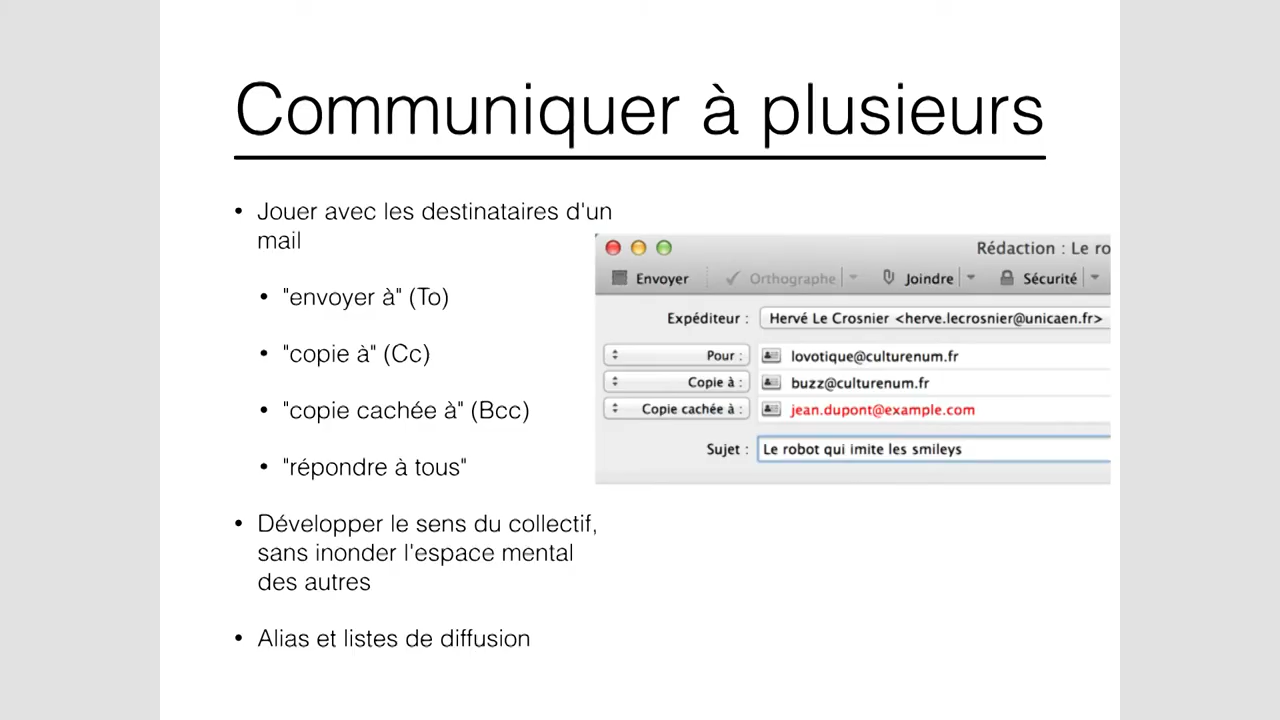 Communiquer à plusieurs
• Jouer avec les destinataires d'un
mail
• "envoyer à" (To)
• "copie à" (Cc)
• "copie cachée à" (Bcc)
• "répondre à tous"
• Développer le sens du collectif,
sans inonder l'espace mental
des autres
• Alias et listes de diffusion
Rédaction : Le ro
Envoyer Orthographe Joindre Sécurité
Expéditeur : Hervé Le Crosnier <herve.lecrosnier@unicaen.fr>
Pour : lovotique@culturenum.fr
Copie à : buzz@culturenum.fr
Copie cachée à : jean.dupont@example.com
Sujet : Le robot qui imite les smileys